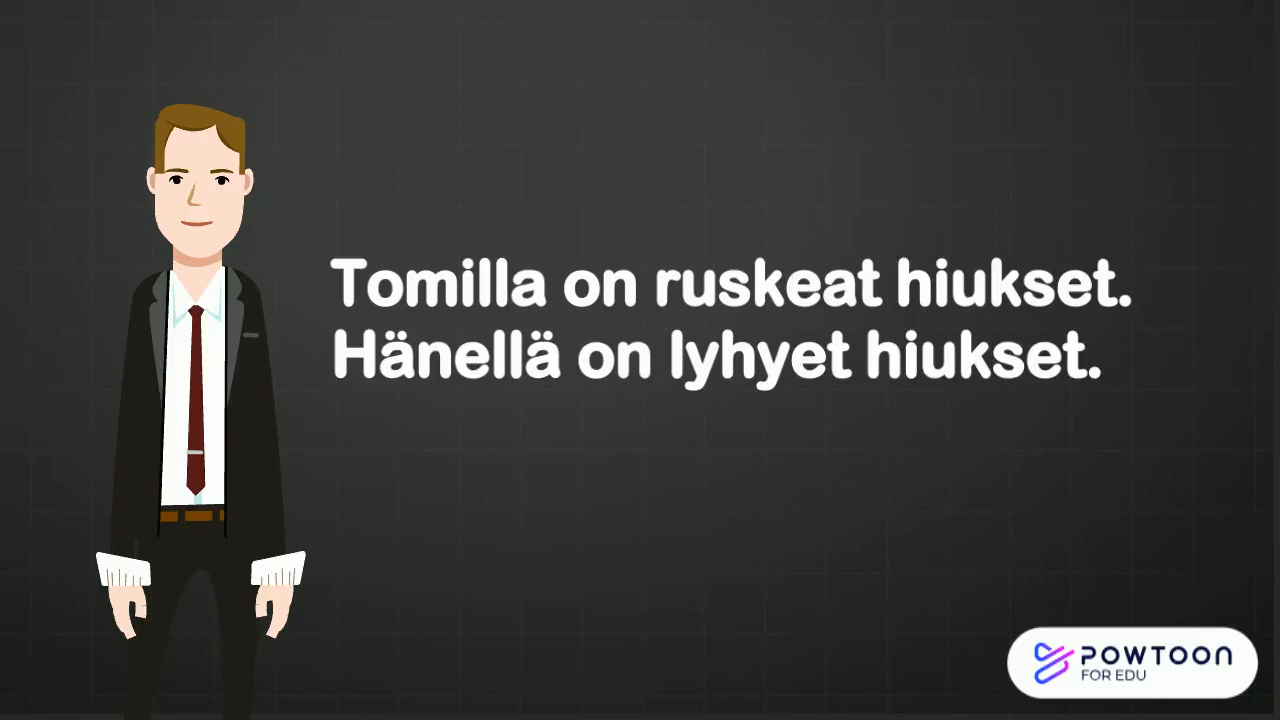 Tomilla on ruskeat hiukset.
Hänellä on lyhyet hiukset.
POWTOON
FOR EDU